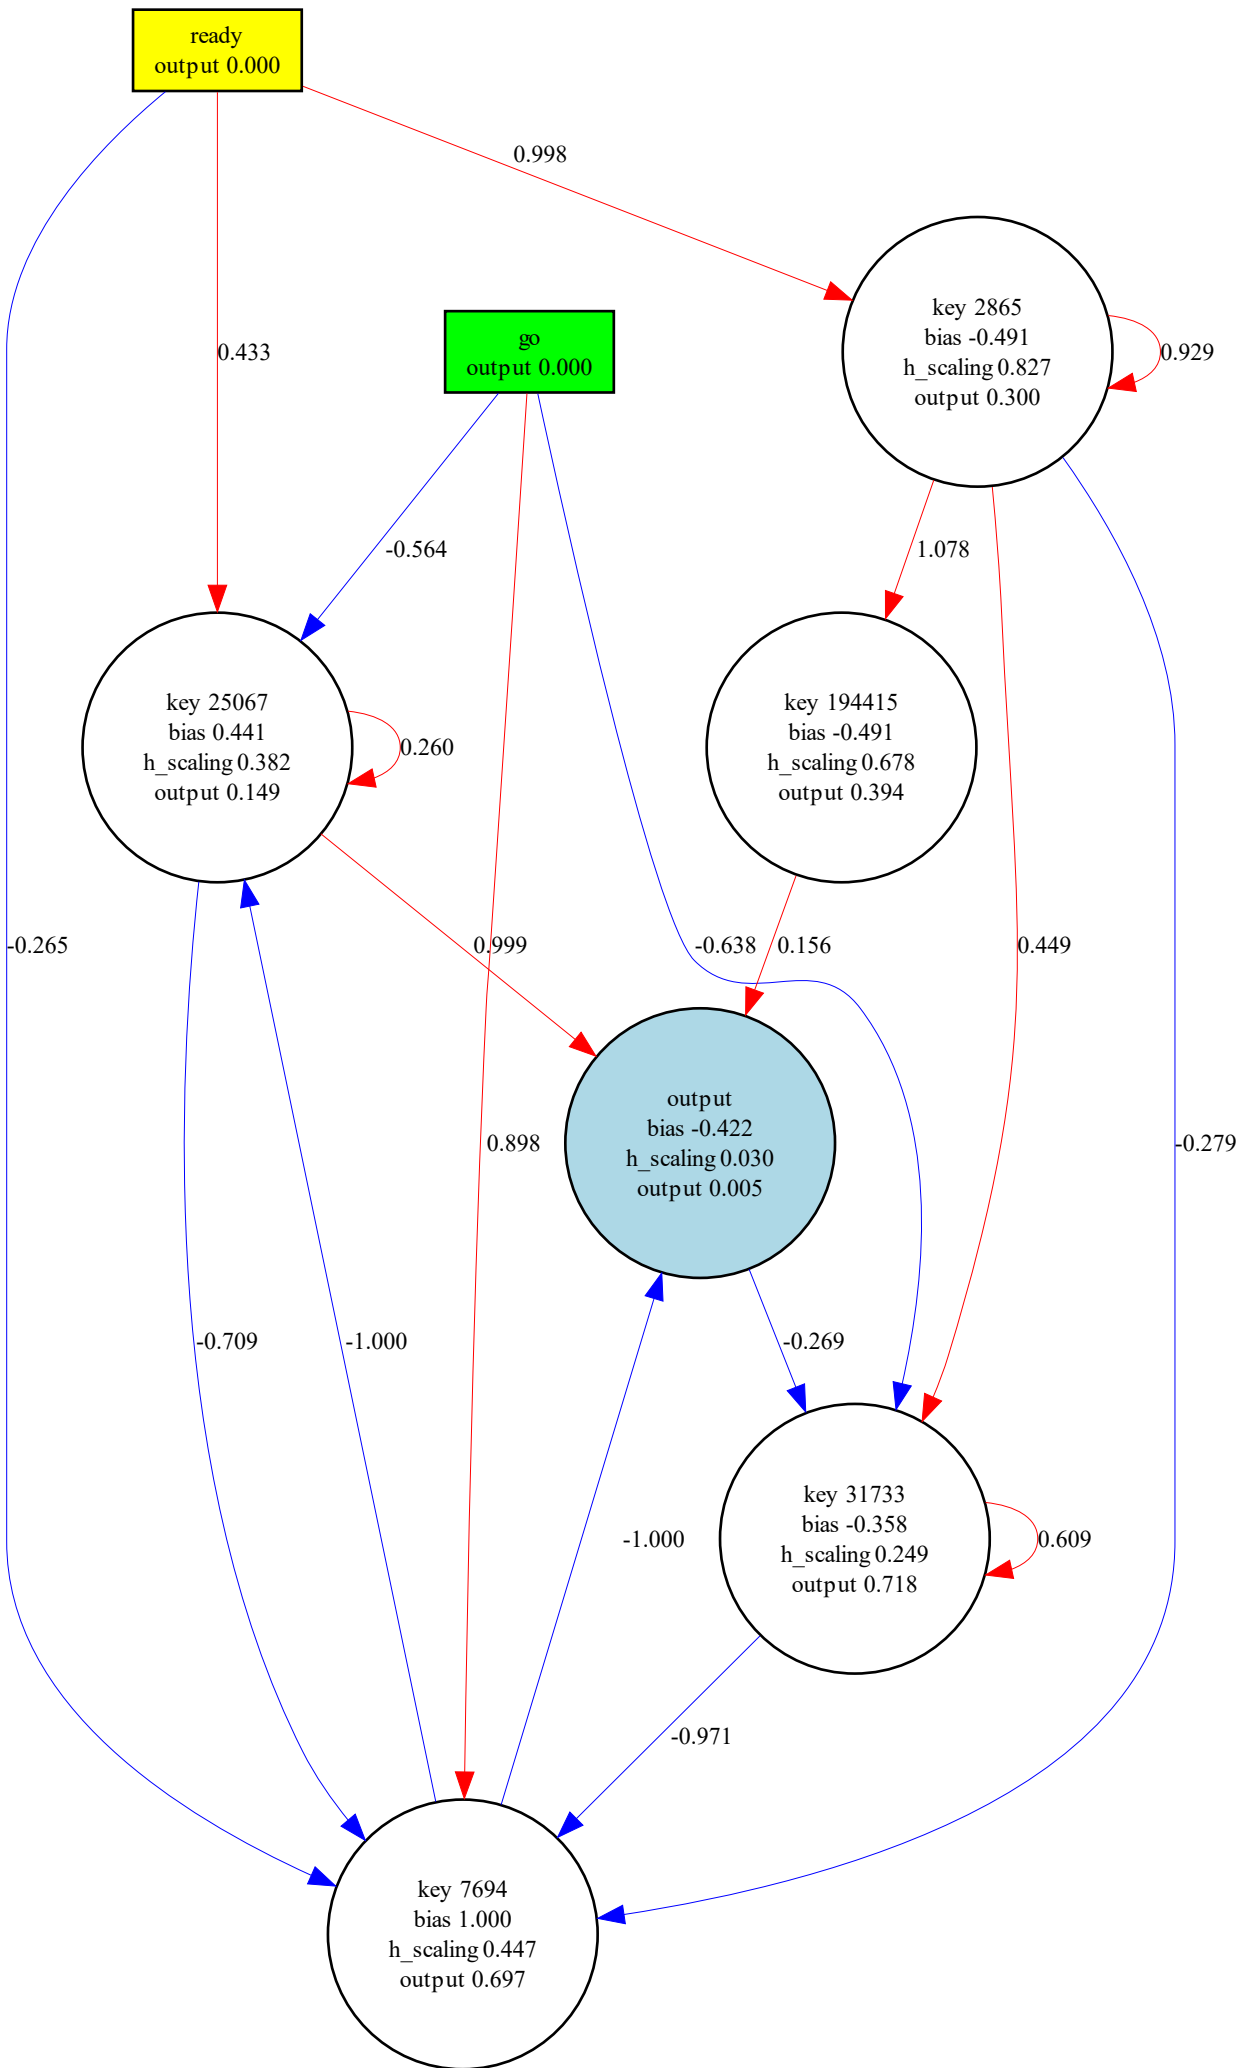 ready
output 0.000
0.998
key 2865
bias -0.491
h_scaling 0.827
output 0.300
0.929
go
output 0.000
0.433
-0.564
1.078
key 25067
bias 0.441
h_scaling 0.382
output 0.149
0.260
key 194415
bias -0.491
h_scaling 0.678
output 0.394
-0.265
0.999
-0.638
0.156
0.449
output
bias -0.422
h_scaling 0.030
output 0.005
0.898
-0.279
-0.709
-1.000
-0.269
key 31733
bias -0.358
h_scaling 0.249
output 0.718
-1.000
0.609
-0.971
key 7694
bias 1.000
h_scaling 0.447
output 0.697